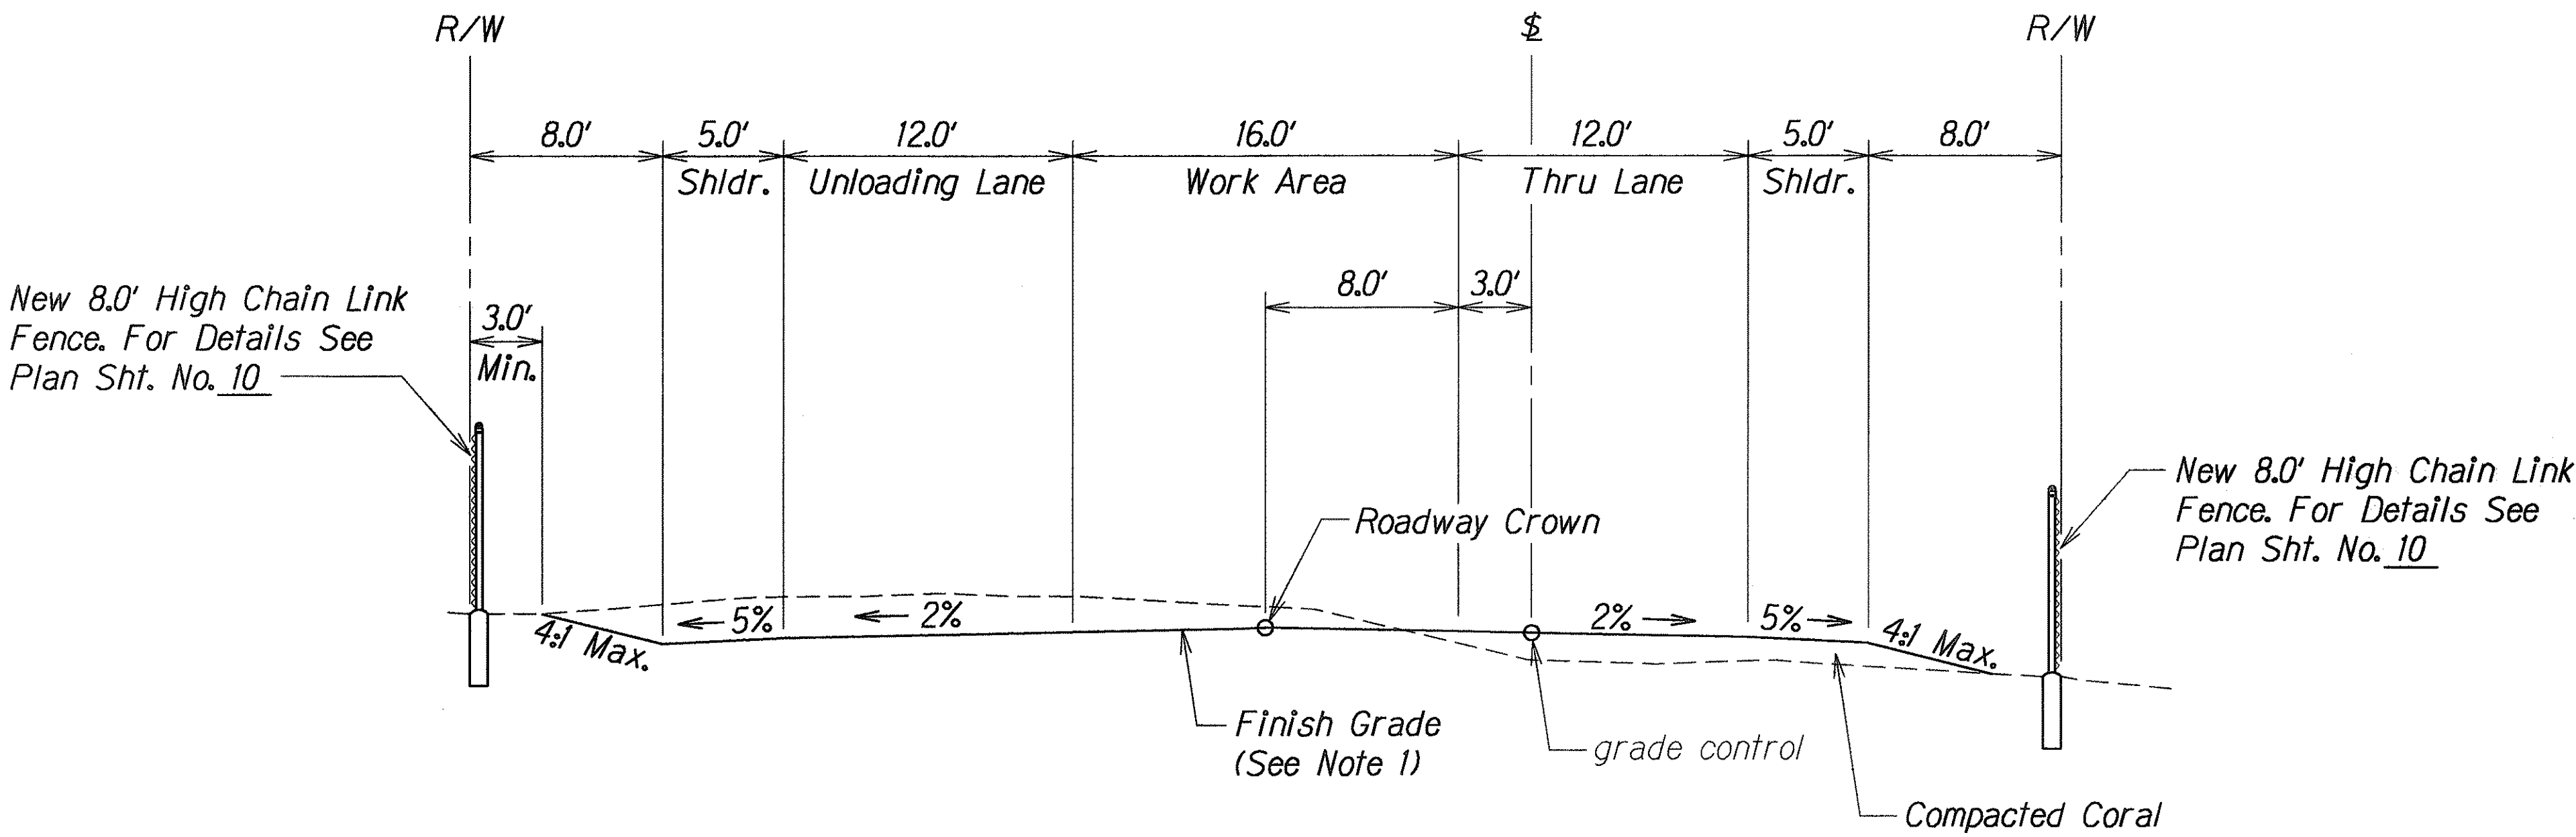 R/W
℄
R/W
8.0'
5.0'
12.0'
16.0'
12.0'
5.0'
8.0'
Shldr.
Unloading Lane
Work Area
Thru Lane
Shldr.
8.0'
3.0'
New 8.0' High Chain Link
Fence. For Details See
Plan Sht. No. 10
3.0'
Min.
New 8.0' High Chain Link
Fence. For Details See
Plan Sht. No. 10
Roadway Crown
4:1 Max.
5%
2%
2%
5%
4:1 Max.
Finish Grade
(See Note 1)
grade control
Compacted Coral